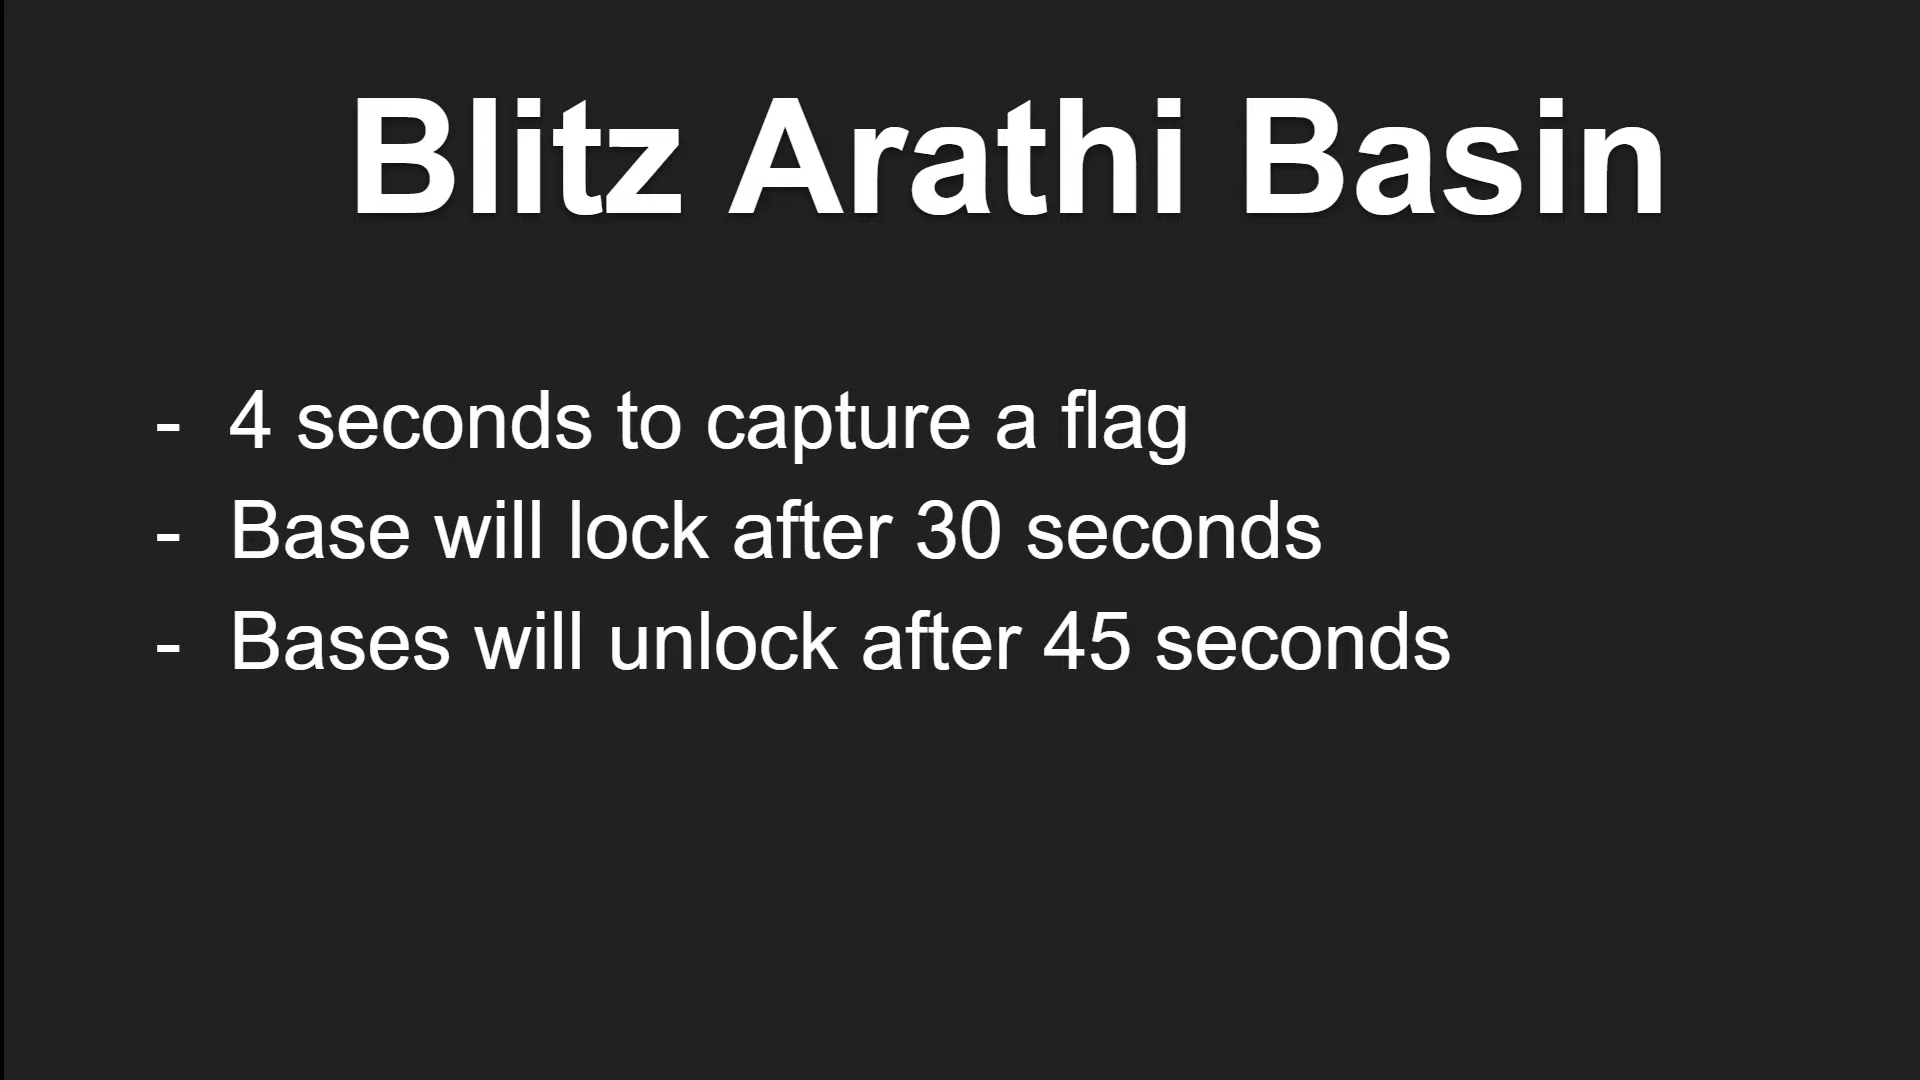 Blitz Arathi Basin
- 4 seconds to capture a flag
- Base will lock after 30 seconds
- Bases will unlock after 45 seconds